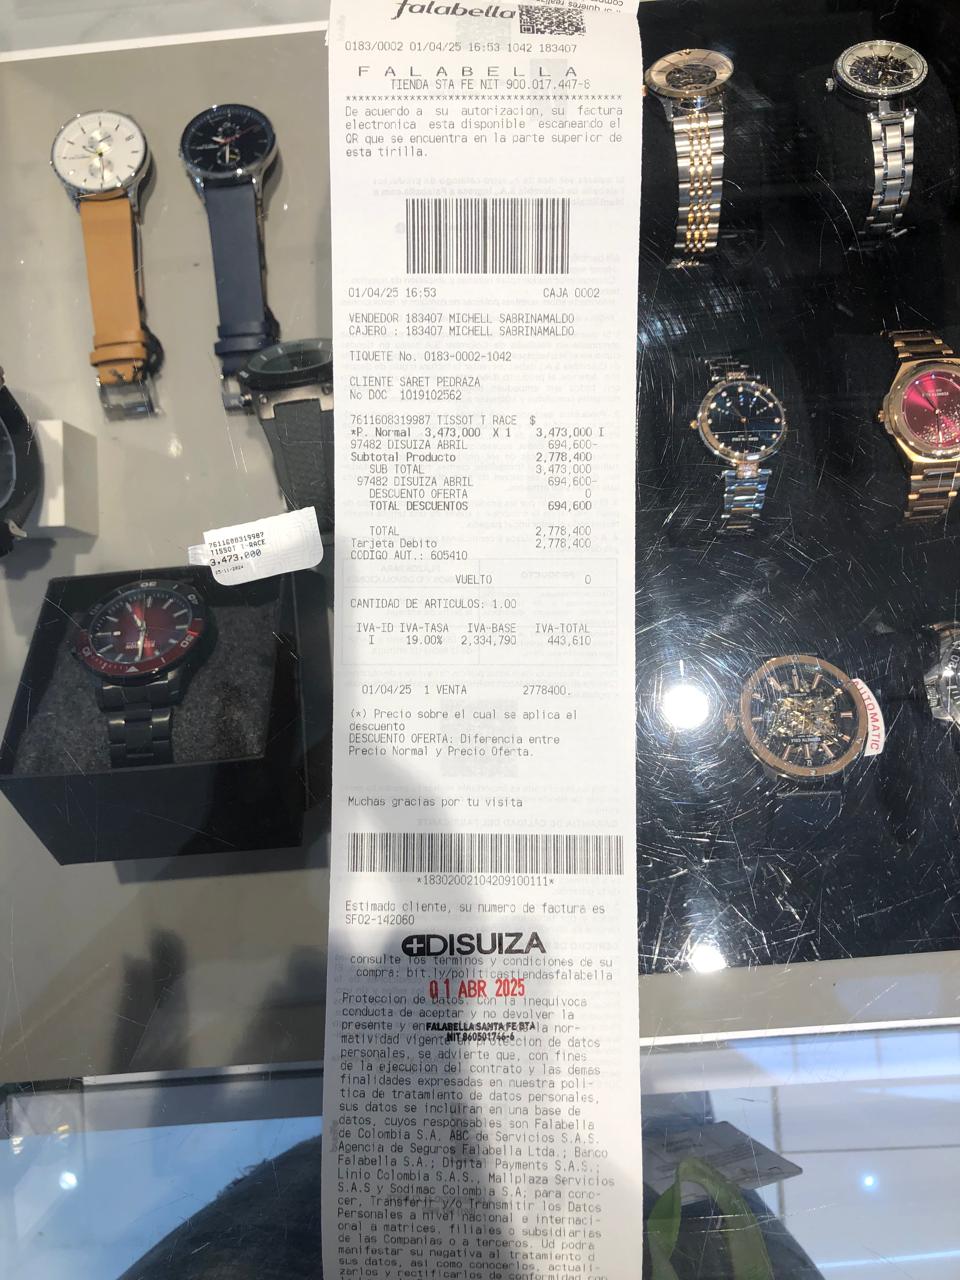 falabella
0183/0002 01/04/25 16:53 1042 183407
FALABELLA
TIENDA STA FE NIT 900.017.447-8
De acuerdo a su autorizacion, su factura
electronica esta disponible escaneando el
QR que se encuentra en la parte superior de
esta tirilla.
01/04/25 16:53 CAJA 0002
VENDEDOR 183407 MICHELL SABRINAMALDO
CAJERO : 183407 MICHELL SABRINAMALDO
TIQUETE No. 0183-0002-1042
CLIENTE SARET PEDRAZA
No DOC 1019102562
7611608319987 TISSOT T RACE $
*P. Normal 3,473,000 X 1 3,473,000 I
97482 DISUIZA ABRIL 694,600-
Subtotal Producto 2,778,400
SUB TOTAL 3,473,000
97482 DISUIZA ABRIL 694,600-
DESCUENTO OFERTA 0
TOTAL DESCUENTOS 694,600
TOTAL 2,778,400
Tarjeta Debito 2,778,400
CODIGO AUT.: 605410
VUELTO 0
CANTIDAD DE ARTICULOS: 1.00
IVA-ID IVA-TASA IVA-BASE IVA-TOTAL
I 19.00% 2,334,790 443,610
01/04/25 1 VENTA 2778400.
(*) Precio sobre el cual se aplica el
descuento
DESCUENTO OFERTA: Diferencia entre
Precio Normal y Precio Oferta.
Muchas gracias por tu visita
*18302002104209100111*
Estimado cliente, su numero de factura es
SF02-142060
DISUIZA
consulte los terminos y condiciones de su
compra: bit.ly/politicastiendasfalabella
01 ABR 2025
Proteccion de Datos. Con la inequivoca
conducta de aceptar y no devolver la
presente y en la nor-
FALABELLA SANTA FE BTA
matividad vigente en proteccion de datos
NIT 860501746-6
personales, se advierte que, con fines
de la ejecucion del contrato y las demas
finalidades expresadas en nuestra poli-
tica de tratamiento de datos personales,
sus datos se incluiran en una base de
datos, cuyos responsables son Falabella
de Colombia S.A. ABC de Servicios S.A.S.
Agencia de Seguros Falabella Ltda.; Banco
Falabella S.A.; Digital Payments S.A.S.;
Linio Colombia S.A.S., Mallplaza Servicios
S.A.S y Sodimac Colombia S.A; para cono-
cer, Transferir y/o Transmitir los Datos
Personales a nivel nacional e internaci-
onal a matrices, filiales o subsidiarias
de las Companias o a terceros. Ud podra
manifestar su negativa al tratamiento d
sus datos, asi como conocerlos, actuali-
zarlos y rectificarlos de conformidad con
7611608319987
TISSOT T-RACE
3,473,000
AUTOMATIC